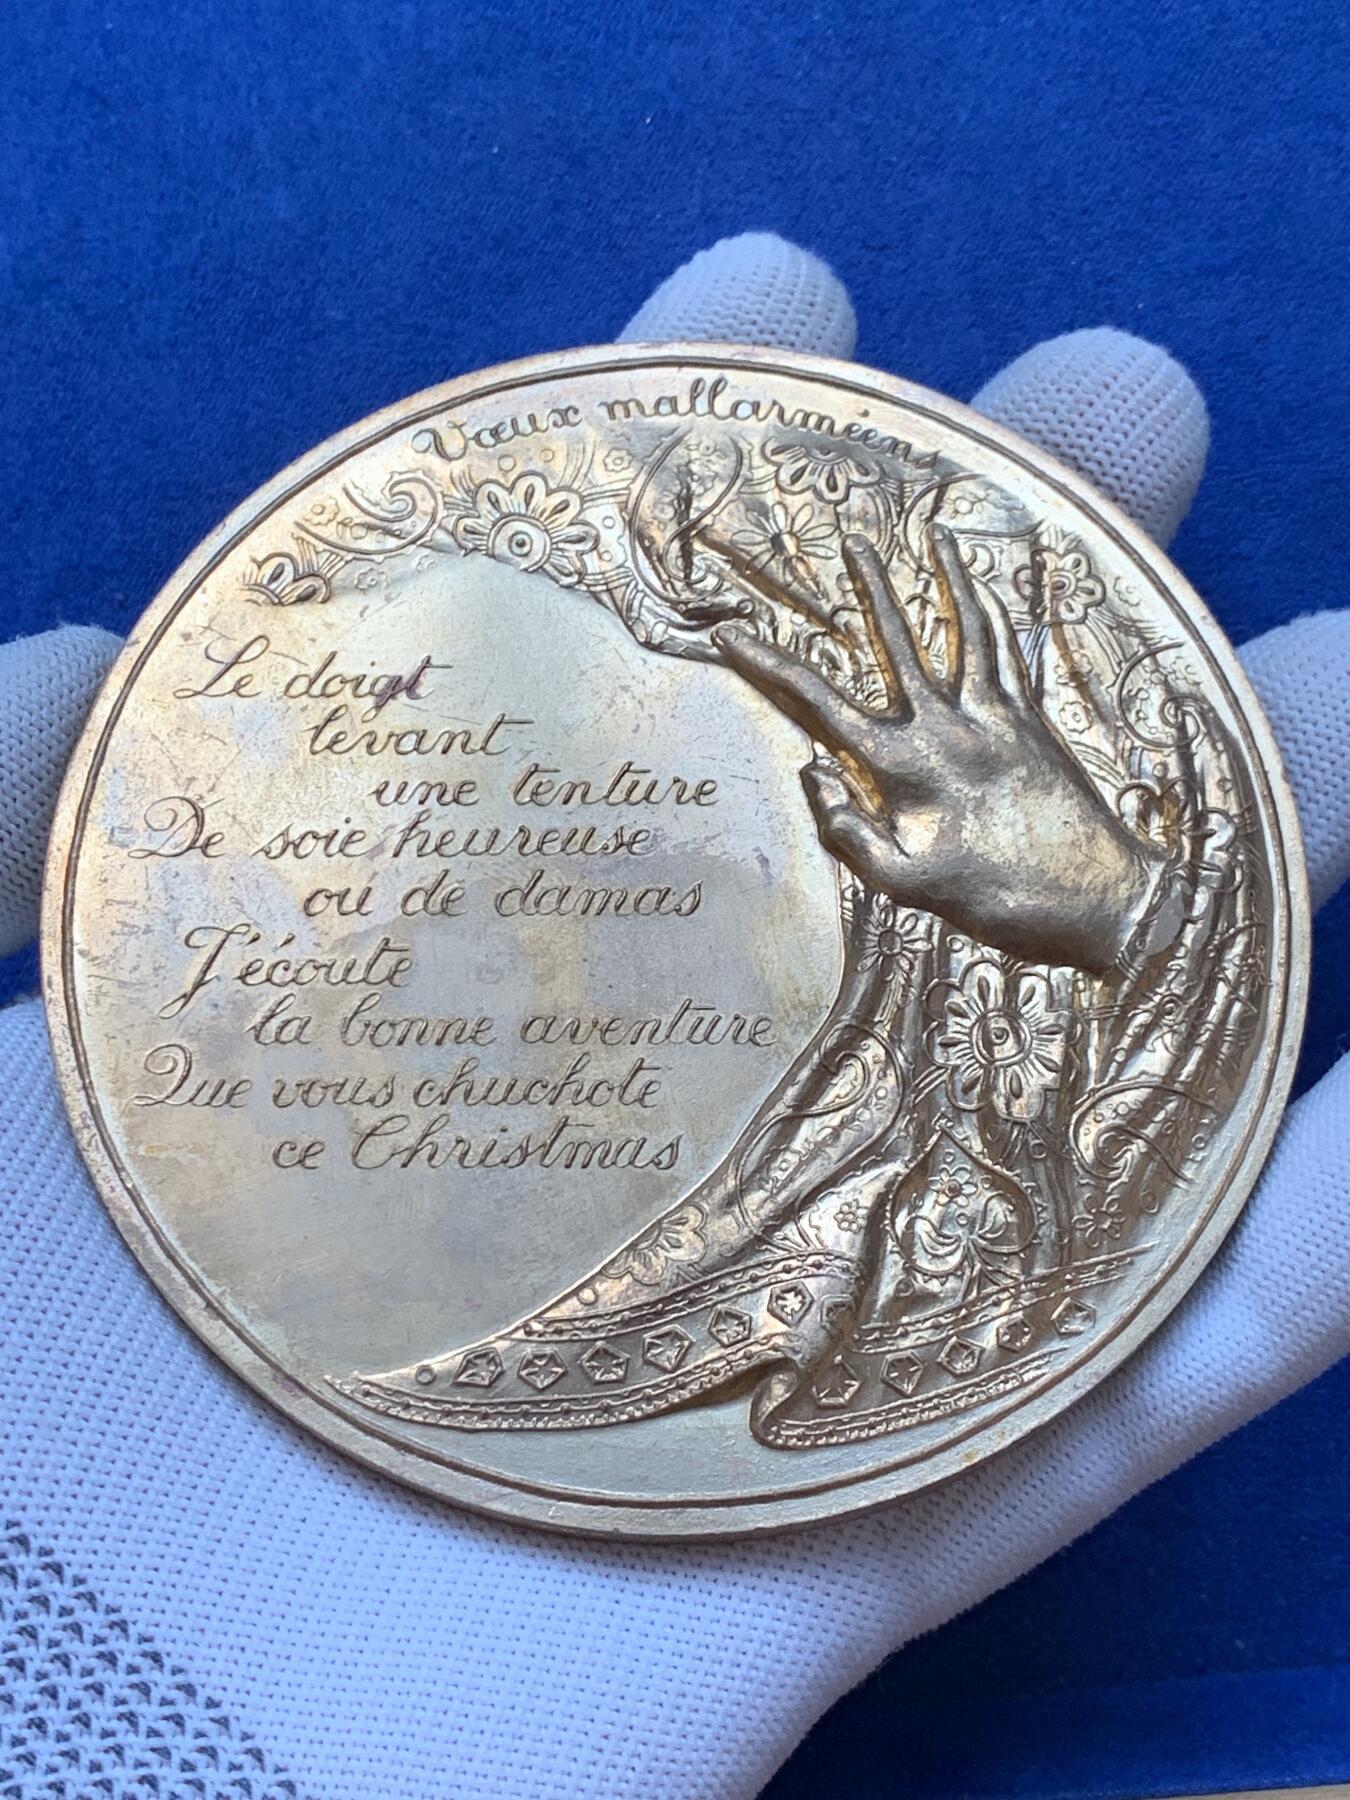 Vœux mallarméens
Le doigt
levant
une tenture
De soie heureuse
ou de damas
J'écoute
la bonne aventure
Que vous chuchote
ce Christmas